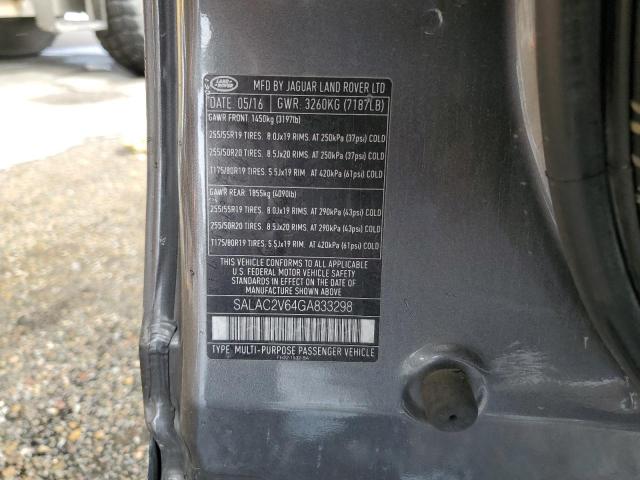 LAND ROVER
MFD BY JAGUAR LAND ROVER LTD
DATE: 05/16 GWR: 3260KG (7187LB)
GAWR FRONT: 1450kg (3197lb)
255/55R19 TIRES. 8.0Jx19 RIMS. AT 250kPa (37psi) COLD
255/50R20 TIRES. 8.5Jx20 RIMS. AT 250kPa (37psi) COLD
T175/80R19 TIRES. 5.5Jx19 RIM. AT 420kPa (61psi) COLD
GAWR REAR: 1855kg (4090lb)
255/55R19 TIRES. 8.0Jx19 RIMS. AT 290kPa (43psi) COLD
255/50R20 TIRES. 8.5Jx20 RIMS. AT 290kPa (43psi) COLD
T175/80R19 TIRES. 5.5Jx19 RIM. AT 420kPa (61psi) COLD
THIS VEHICLE CONFORMS TO ALL APPLICABLE
U.S. FEDERAL MOTOR VEHICLE SAFETY
STANDARDS IN EFFECT ON THE DATE OF
MANUFACTURE SHOWN ABOVE.
SALAC2V64GA833298
TYPE: MULTI-PURPOSE PASSENGER VEHICLE